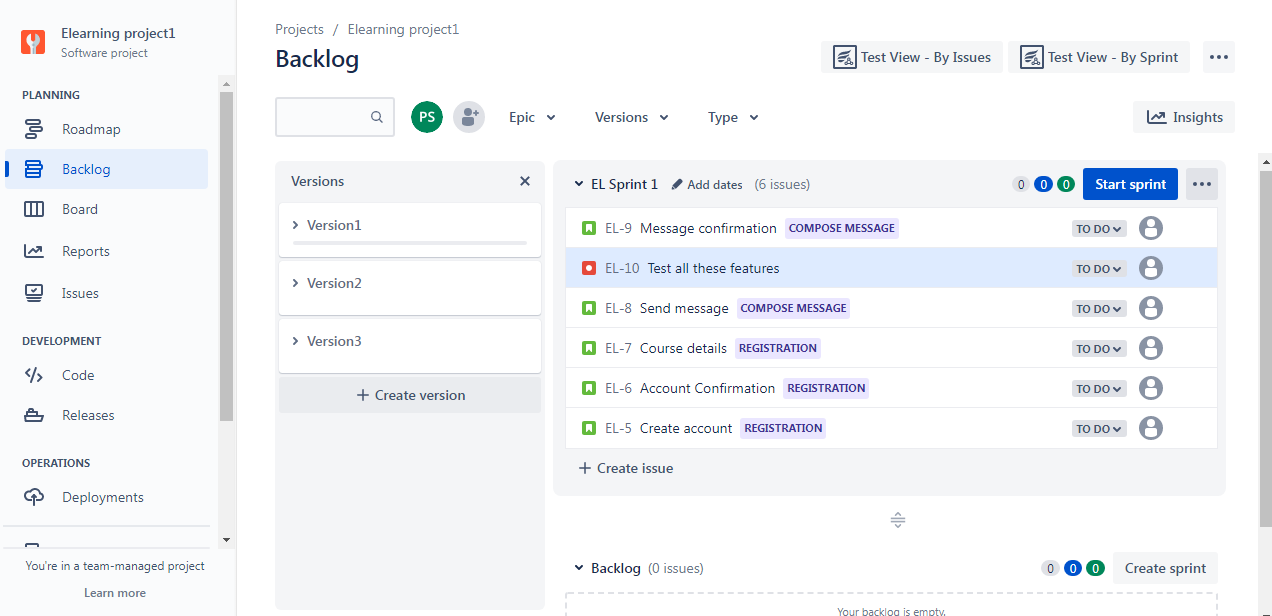 Elearning project1
Software project
PLANNING
Roadmap
Backlog
Board
Reports
Issues
DEVELOPMENT
Code
Releases
OPERATIONS
Deployments
You're in a team-managed project
Learn more
Projects / Elearning project1
Backlog
Test View - By Issues
Test View - By Sprint
PS
Epic
Versions
Type
Insights
Versions
Version1
Version2
Version3
+ Create version
EL Sprint 1 Add dates (6 issues) 0 0 0 Start sprint
EL-9 Message confirmation COMPOSE MESSAGE TO DO
EL-10 Test all these features TO DO
EL-8 Send message COMPOSE MESSAGE TO DO
EL-7 Course details REGISTRATION TO DO
EL-6 Account Confirmation REGISTRATION TO DO
EL-5 Create account REGISTRATION TO DO
+ Create issue
Backlog (0 issues) 0 0 0 Create sprint
Your backlog is empty.